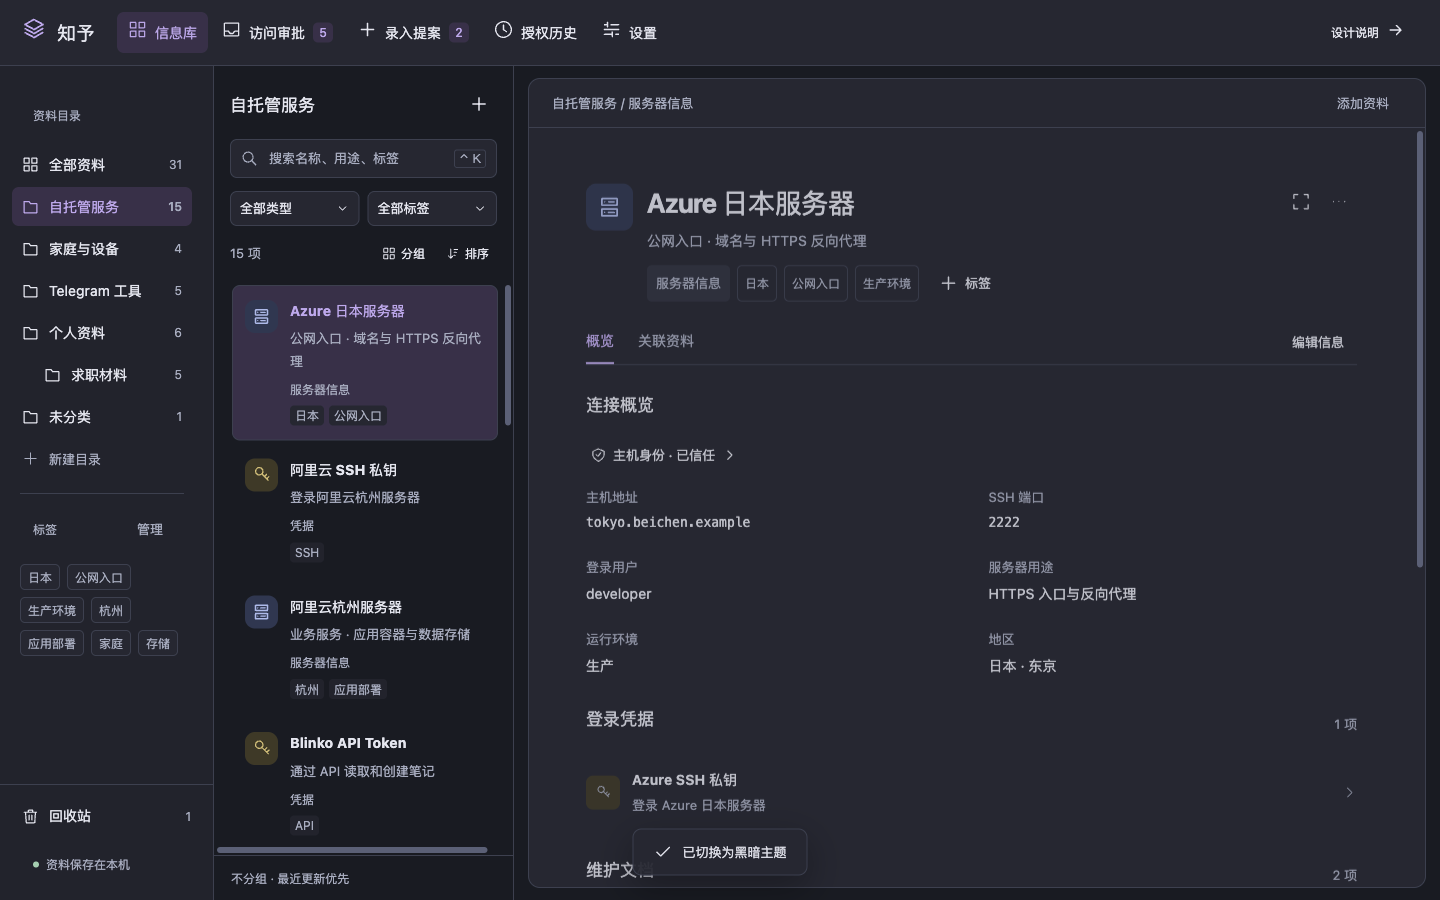 知予
信息库
访问审批 5
录入提案 2
授权历史
设置
设计说明
资料目录
全部资料 31
自托管服务 15
家庭与设备 4
Telegram 工具 5
个人资料 6
求职材料 5
未分类 1
新建目录
标签 管理
日本 公网入口
生产环境 杭州
应用部署 家庭 存储
回收站 1
资料保存在本机
自托管服务
搜索名称、用途、标签 ^ K
全部类型 全部标签
15 项 分组 排序
Azure 日本服务器
公网入口 · 域名与 HTTPS 反向代
理
服务器信息
日本 公网入口
阿里云 SSH 私钥
登录阿里云杭州服务器
凭据
SSH
阿里云杭州服务器
业务服务 · 应用容器与数据存储
服务器信息
杭州 应用部署
Blinko API Token
通过 API 读取和创建笔记
凭据
API
不分组 · 最近更新优先
自托管服务 / 服务器信息 添加资料
Azure 日本服务器
公网入口 · 域名与 HTTPS 反向代理
服务器信息 日本 公网入口 生产环境 标签
概览 关联资料 编辑信息
连接概览
主机身份 · 已信任
主机地址 SSH 端口
tokyo.beichen.example 2222
登录用户 服务器用途
developer HTTPS 入口与反向代理
运行环境 地区
生产 日本 · 东京
登录凭据 1 项
Azure SSH 私钥
登录 Azure 日本服务器
已切换为黑暗主题
维护文档 2 项